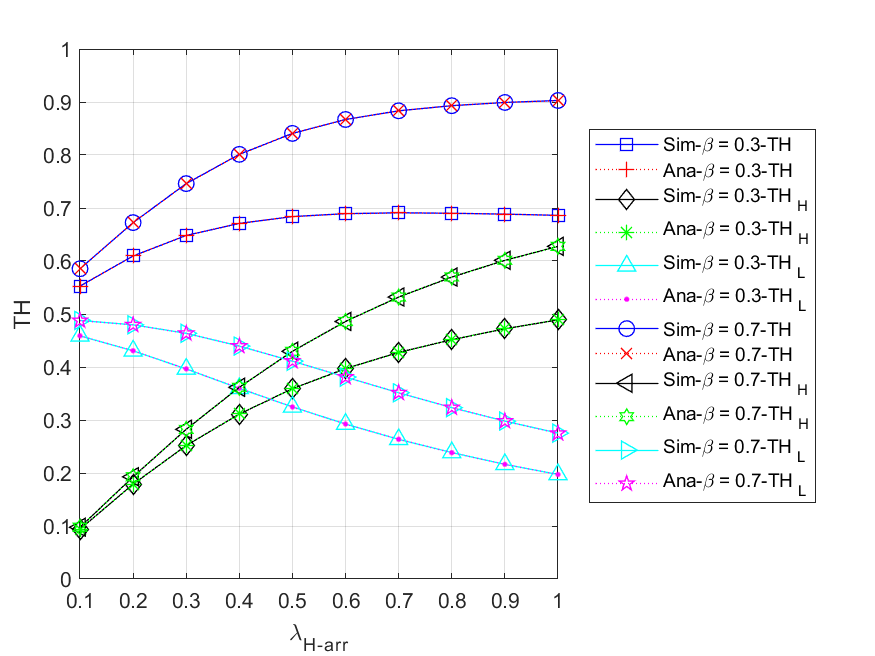 1
0.9
0.8
0.7
0.6
0.5
0.4
0.3
0.2
0.1
0
TH
0.1 0.2 0.3 0.4 0.5 0.6 0.7 0.8 0.9 1
λH-arr
Sim-β = 0.3-TH
Ana-β = 0.3-TH
Sim-β = 0.3-TH H
Ana-β = 0.3-TH H
Sim-β = 0.3-TH L
Ana-β = 0.3-TH L
Sim-β = 0.7-TH
Ana-β = 0.7-TH
Sim-β = 0.7-TH H
Ana-β = 0.7-TH H
Sim-β = 0.7-TH L
Ana-β = 0.7-TH L